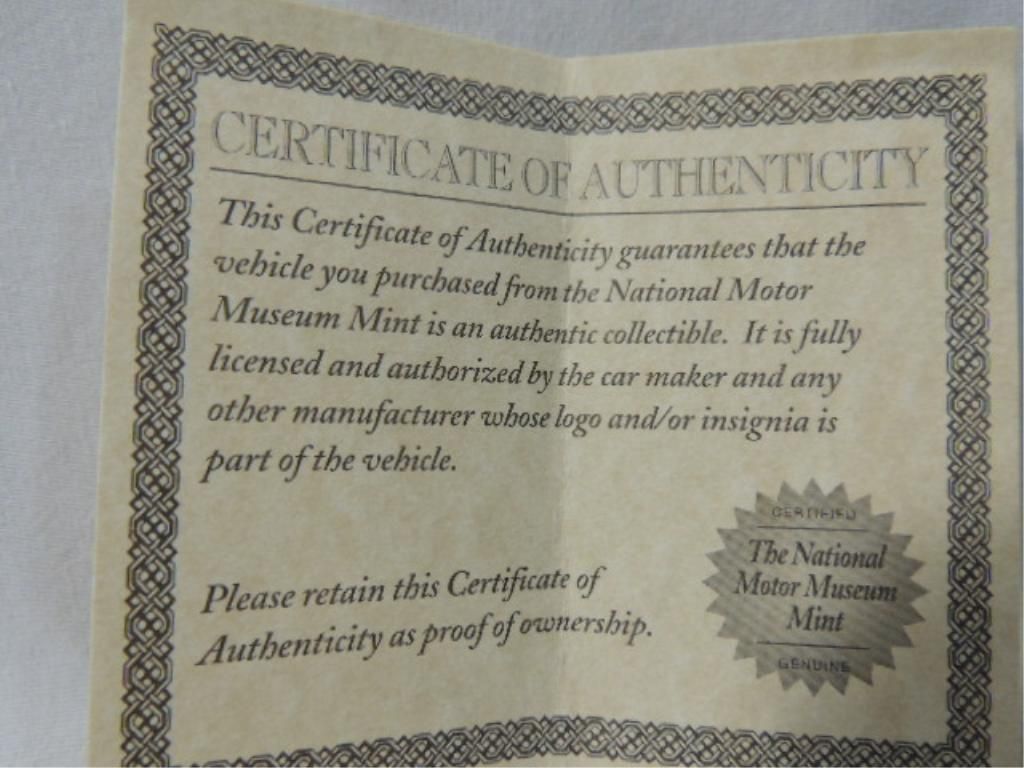 CERTIFICATE OF AUTHENTICITY
This Certificate of Authenticity guarantees that the
vehicle you purchased from the National Motor
Museum Mint is an authentic collectible. It is fully
licensed and authorized by the car maker and any
other manufacturer whose logo and/or insignia is
part of the vehicle.
Please retain this Certificate of
Authenticity as proof of ownership.
CERTIFIED
The National
Motor Museum
Mint
GENUINE